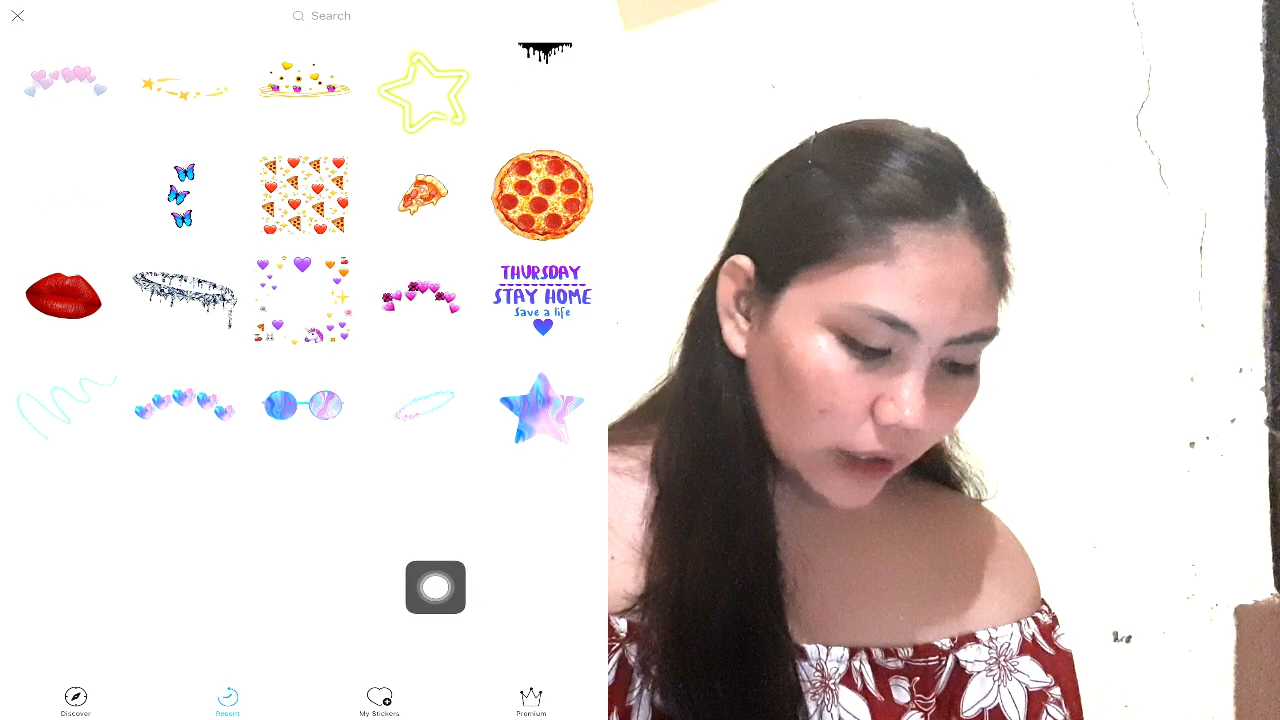 Search
THURSDAY
STAY HOME
Save a life
Discover
Recent
My Stickers
Premium